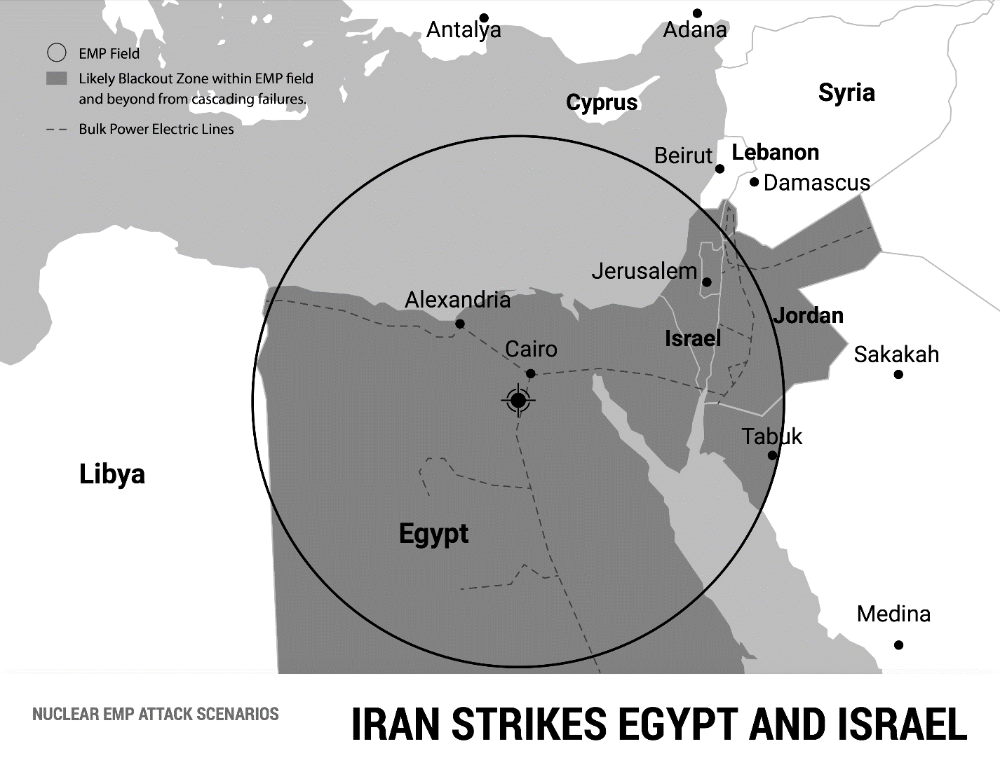 Antalya
Adana
EMP Field
Likely Blackout Zone within EMP field
and beyond from cascading failures.
Bulk Power Electric Lines
Cyprus
Syria
Beirut
Lebanon
Damascus
Jerusalem
Alexandria
Jordan
Israel
Cairo
Sakakah
Tabuk
Libya
Egypt
Medina
NUCLEAR EMP ATTACK SCENARIOS
IRAN STRIKES EGYPT AND ISRAEL